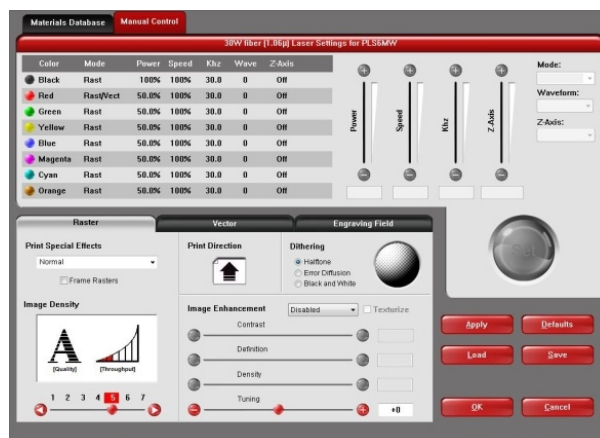 Materials Database Manual Control
30W fiber (1.06µ) Laser Settings for PLS6MW
Color Mode Power Speed Khz Wave Z-Axis
Black Rast 100% 100% 30.0 0 Off
Red Rast/Vect 50.0% 100% 30.0 0 Off
Green Rast 50.0% 100% 30.0 0 Off
Yellow Rast 50.0% 100% 30.0 0 Off
Blue Rast 50.0% 100% 30.0 0 Off
Magenta Rast 50.0% 100% 30.0 0 Off
Cyan Rast 50.0% 100% 30.0 0 Off
Orange Rast 50.0% 100% 30.0 0 Off
Power
Speed
Khz
Z-Axis
Mode:
Waveform:
Z-Axis:
Set
Raster Vector Engraving Field
Print Special Effects
Normal
Frame Rasters
Image Density
[Quality] [Throughput]
1 2 3 4 5 6 7
Print Direction
Dithering
Halftone
Error Diffusion
Black and White
Image Enhancement Disabled Texturize
Contrast
Definition
Density
Tuning
+0
Apply Defaults
Load Save
OK Cancel